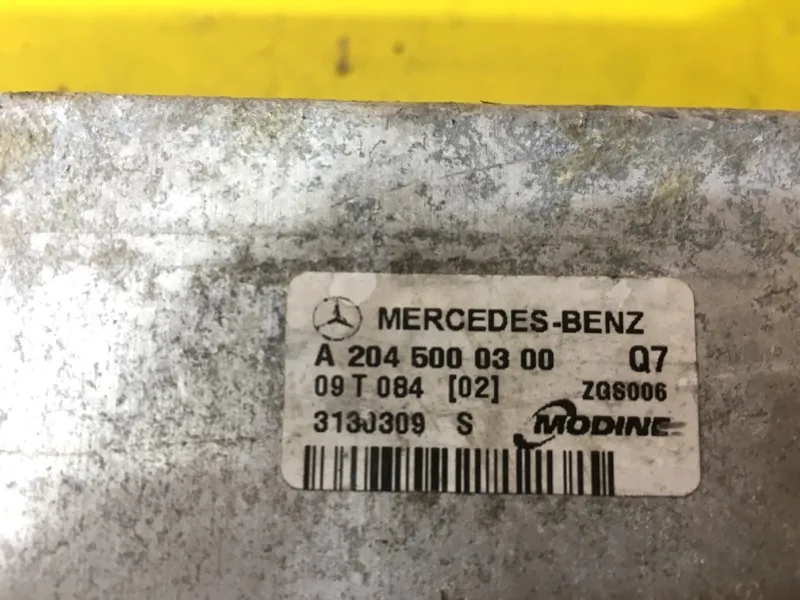 MERCEDES-BENZ
A 204 500 03 00 Q7
09 T 084 [02] ZGS006
3130309 S MODINE